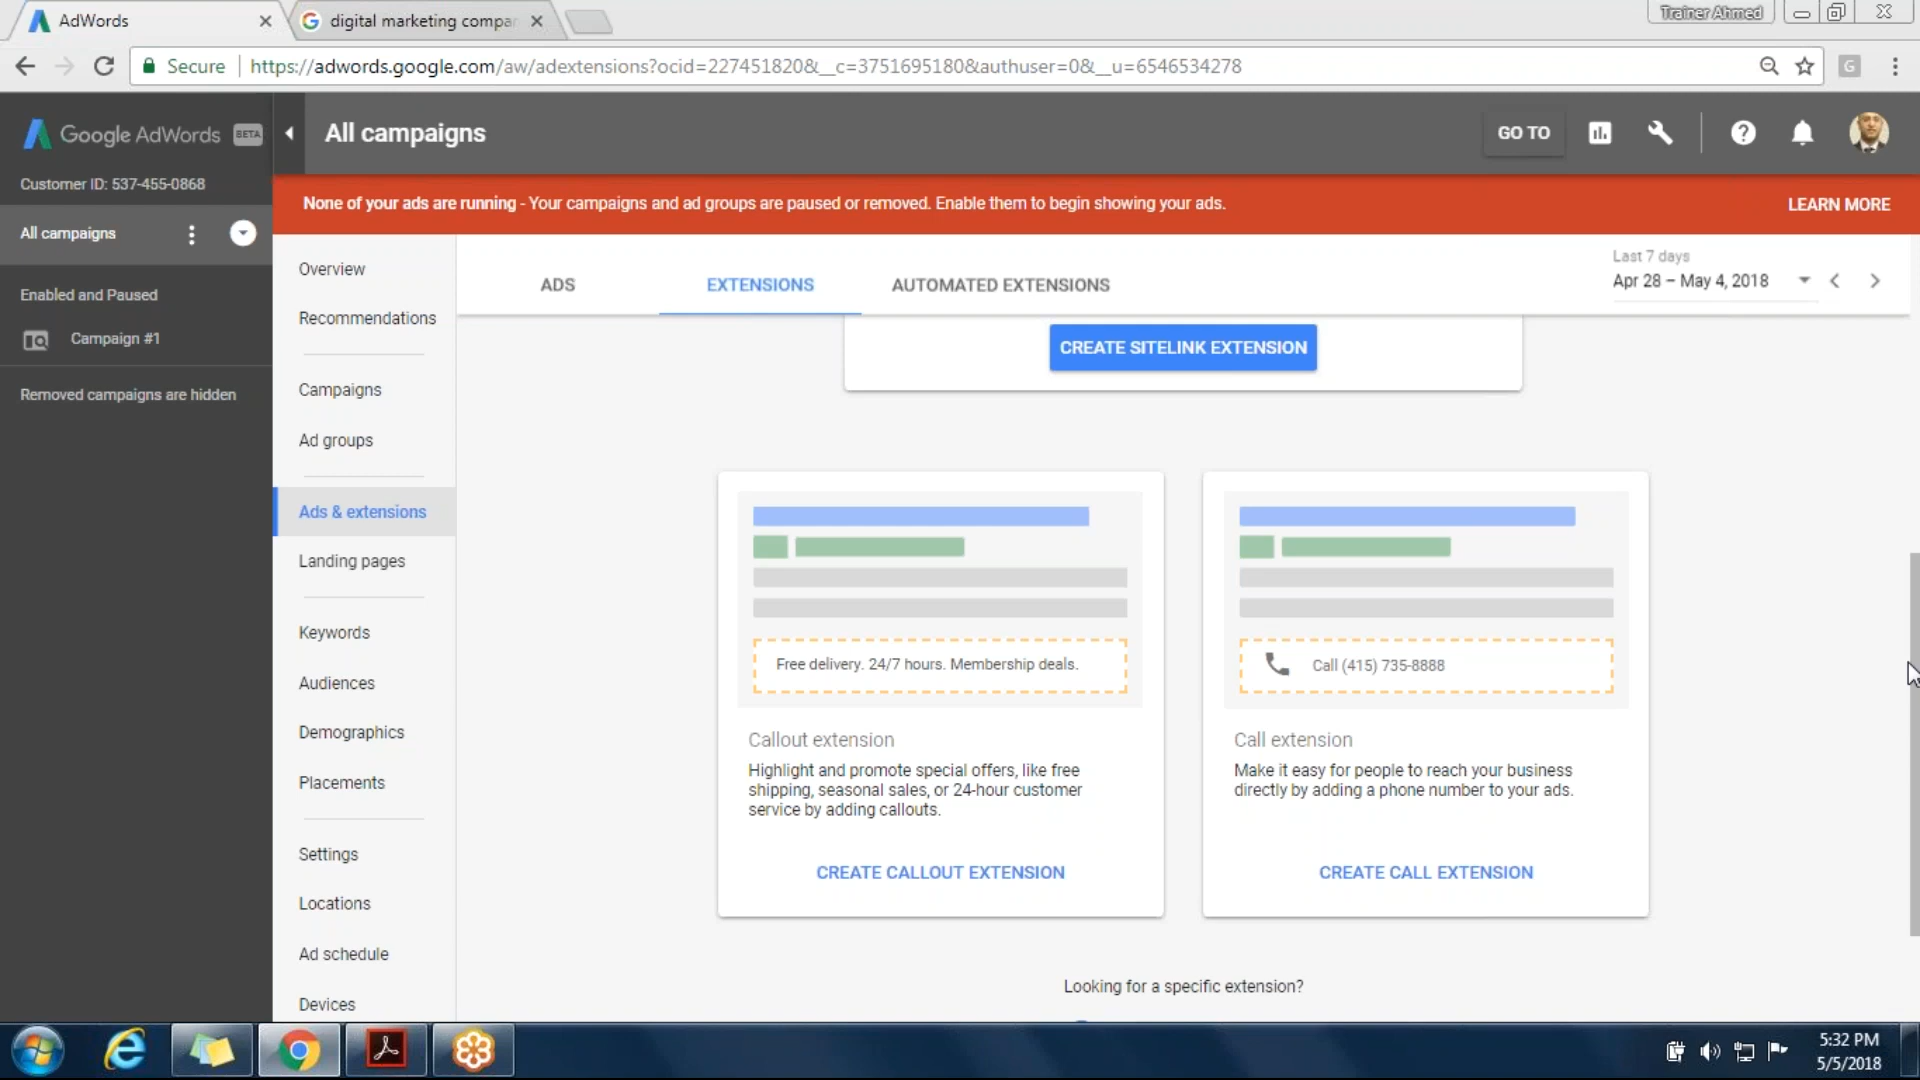 AdWords
digital marketing compar
Trainer Ahmed
Secure
https://adwords.google.com/aw/adextensions?ocid=227451820&__c=3751695180&authuser=0&__u=6546534278
G
Google AdWords BETA
All campaigns
GO TO
Customer ID: 537-455-0868
None of your ads are running - Your campaigns and ad groups are paused or removed. Enable them to begin showing your ads.
LEARN MORE
All campaigns
Enabled and Paused
Campaign #1
Removed campaigns are hidden
Overview
Recommendations
Campaigns
Ad groups
Ads & extensions
Landing pages
Keywords
Audiences
Demographics
Placements
Settings
Locations
Ad schedule
Devices
ADS
EXTENSIONS
AUTOMATED EXTENSIONS
Last 7 days
Apr 28 – May 4, 2018
CREATE SITELINK EXTENSION
Free delivery. 24/7 hours. Membership deals.
Callout extension
Highlight and promote special offers, like free
shipping, seasonal sales, or 24-hour customer
service by adding callouts.
CREATE CALLOUT EXTENSION
Call (415) 735-8888
Call extension
Make it easy for people to reach your business
directly by adding a phone number to your ads.
CREATE CALL EXTENSION
Looking for a specific extension?
5:32 PM
5/5/2018